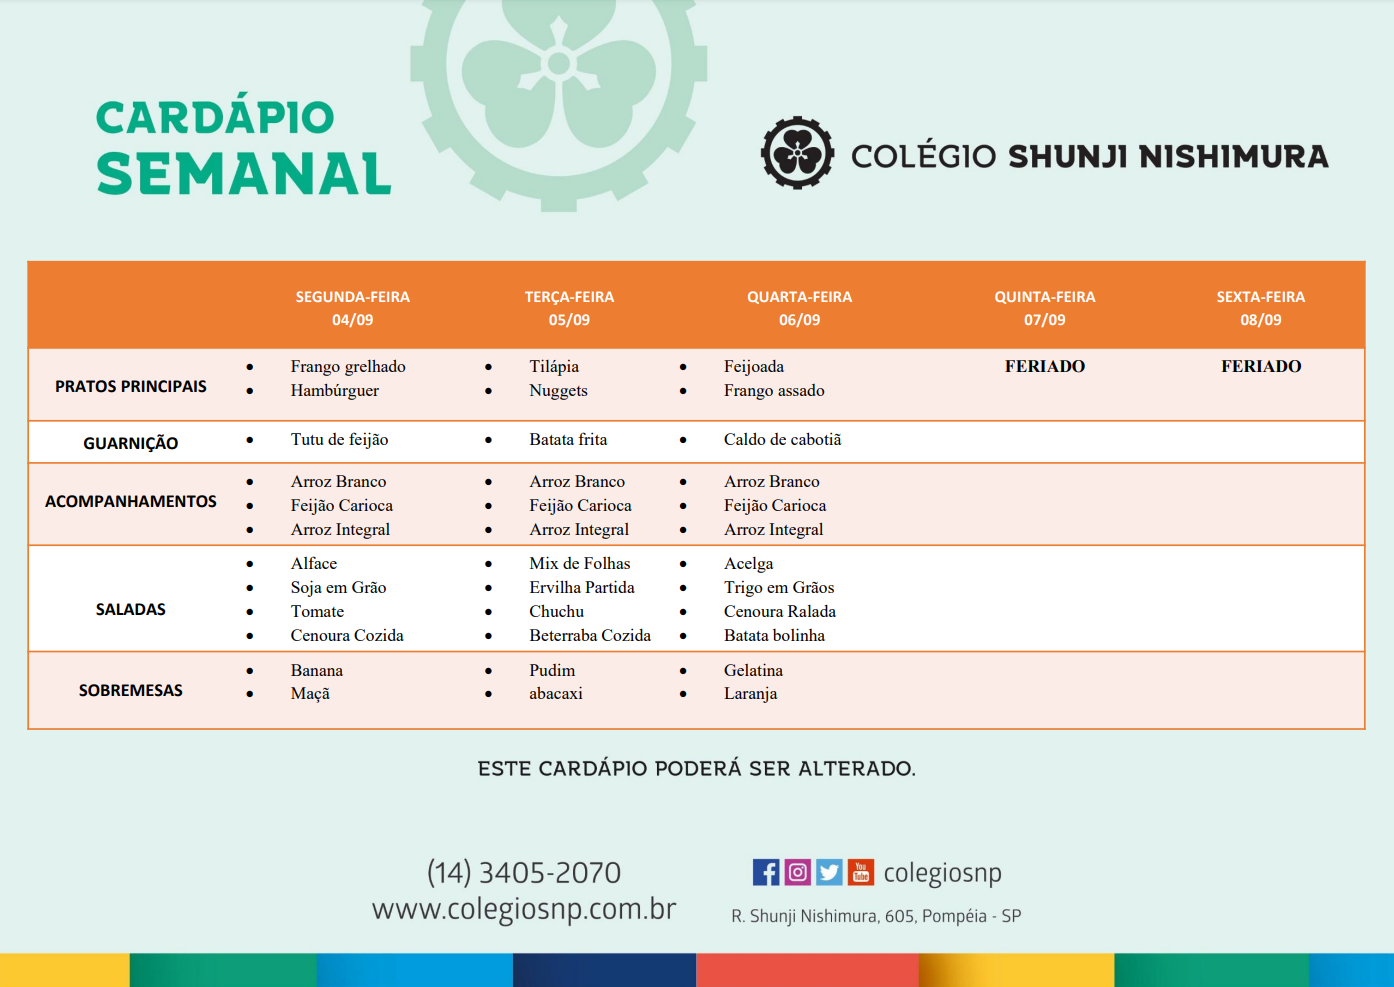 CARDÁPIO
SEMANAL
COLÉGIO SHUNJI NISHIMURA
SEGUNDA-FEIRA TERÇA-FEIRA QUARTA-FEIRA QUINTA-FEIRA SEXTA-FEIRA
04/09 05/09 06/09 07/09 08/09
PRATOS PRINCIPAIS
• Frango grelhado • Tilápia • Feijoada FERIADO FERIADO
• Hambúrguer • Nuggets • Frango assado
GUARNIÇÃO • Tutu de feijão • Batata frita • Caldo de cabotiã
ACOMPANHAMENTOS
• Arroz Branco • Arroz Branco • Arroz Branco
• Feijão Carioca • Feijão Carioca • Feijão Carioca
• Arroz Integral • Arroz Integral • Arroz Integral
SALADAS
• Alface • Mix de Folhas • Acelga
• Soja em Grão • Ervilha Partida • Trigo em Grãos
• Tomate • Chuchu • Cenoura Ralada
• Cenoura Cozida • Beterraba Cozida • Batata bolinha
SOBREMESAS
• Banana • Pudim • Gelatina
• Maçã • abacaxi • Laranja
ESTE CARDÁPIO PODERÁ SER ALTERADO.
(14) 3405-2070
www.colegiosnp.com.br
You Tube colegiosnp
R. Shunji Nishimura, 605, Pompéia - SP